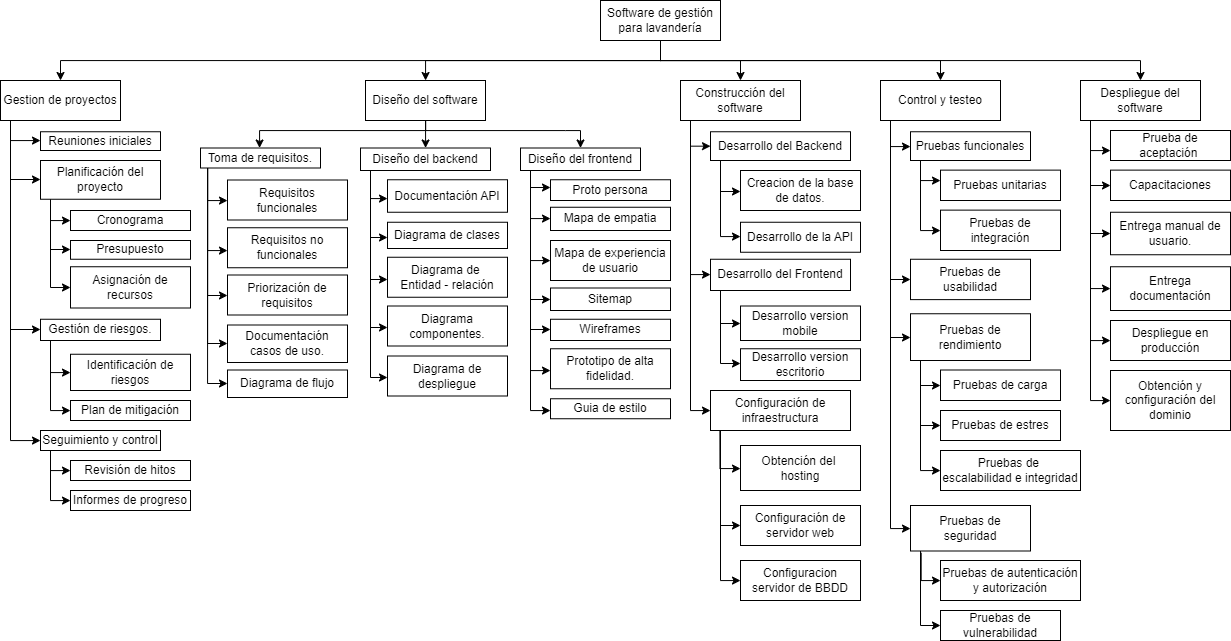 Software de gestión
para lavandería
Gestion de proyectos
Reuniones iniciales
Planificación del
proyecto
Cronograma
Presupuesto
Asignación de
recursos
Gestión de riesgos.
Identificación de
riesgos
Plan de mitigación
Seguimiento y control
Revisión de hitos
Informes de progreso
Diseño del software
Toma de requisitos.
Requisitos
funcionales
Requisitos no
funcionales
Priorización de
requisitos
Documentación
casos de uso.
Diagrama de flujo
Diseño del backend
Documentación API
Diagrama de clases
Diagrama de
Entidad - relación
Diagrama
componentes.
Diagrama de
despliegue
Diseño del frontend
Proto persona
Mapa de empatia
Mapa de experiencia
de usuario
Sitemap
Wireframes
Prototipo de alta
fidelidad.
Guia de estilo
Construcción del
software
Desarrollo del Backend
Creacion de la base
de datos.
Desarrollo de la API
Desarrollo del Frontend
Desarrollo version
mobile
Desarrollo version
escritorio
Configuración de
infraestructura
Obtención del
hosting
Configuración de
servidor web
Configuracion
servidor de BBDD
Control y testeo
Pruebas funcionales
Pruebas unitarias
Pruebas de
integración
Pruebas de
usabilidad
Pruebas de
rendimiento
Pruebas de carga
Pruebas de estres
Pruebas de
escalabilidad e integridad
Pruebas de
seguridad
Pruebas de autenticación
y autorización
Pruebas de
vulnerabilidad
Despliegue del
software
Prueba de
aceptación
Capacitaciones
Entrega manual de
usuario.
Entrega
documentación
Despliegue en
producción
Obtención y
configuración del
dominio